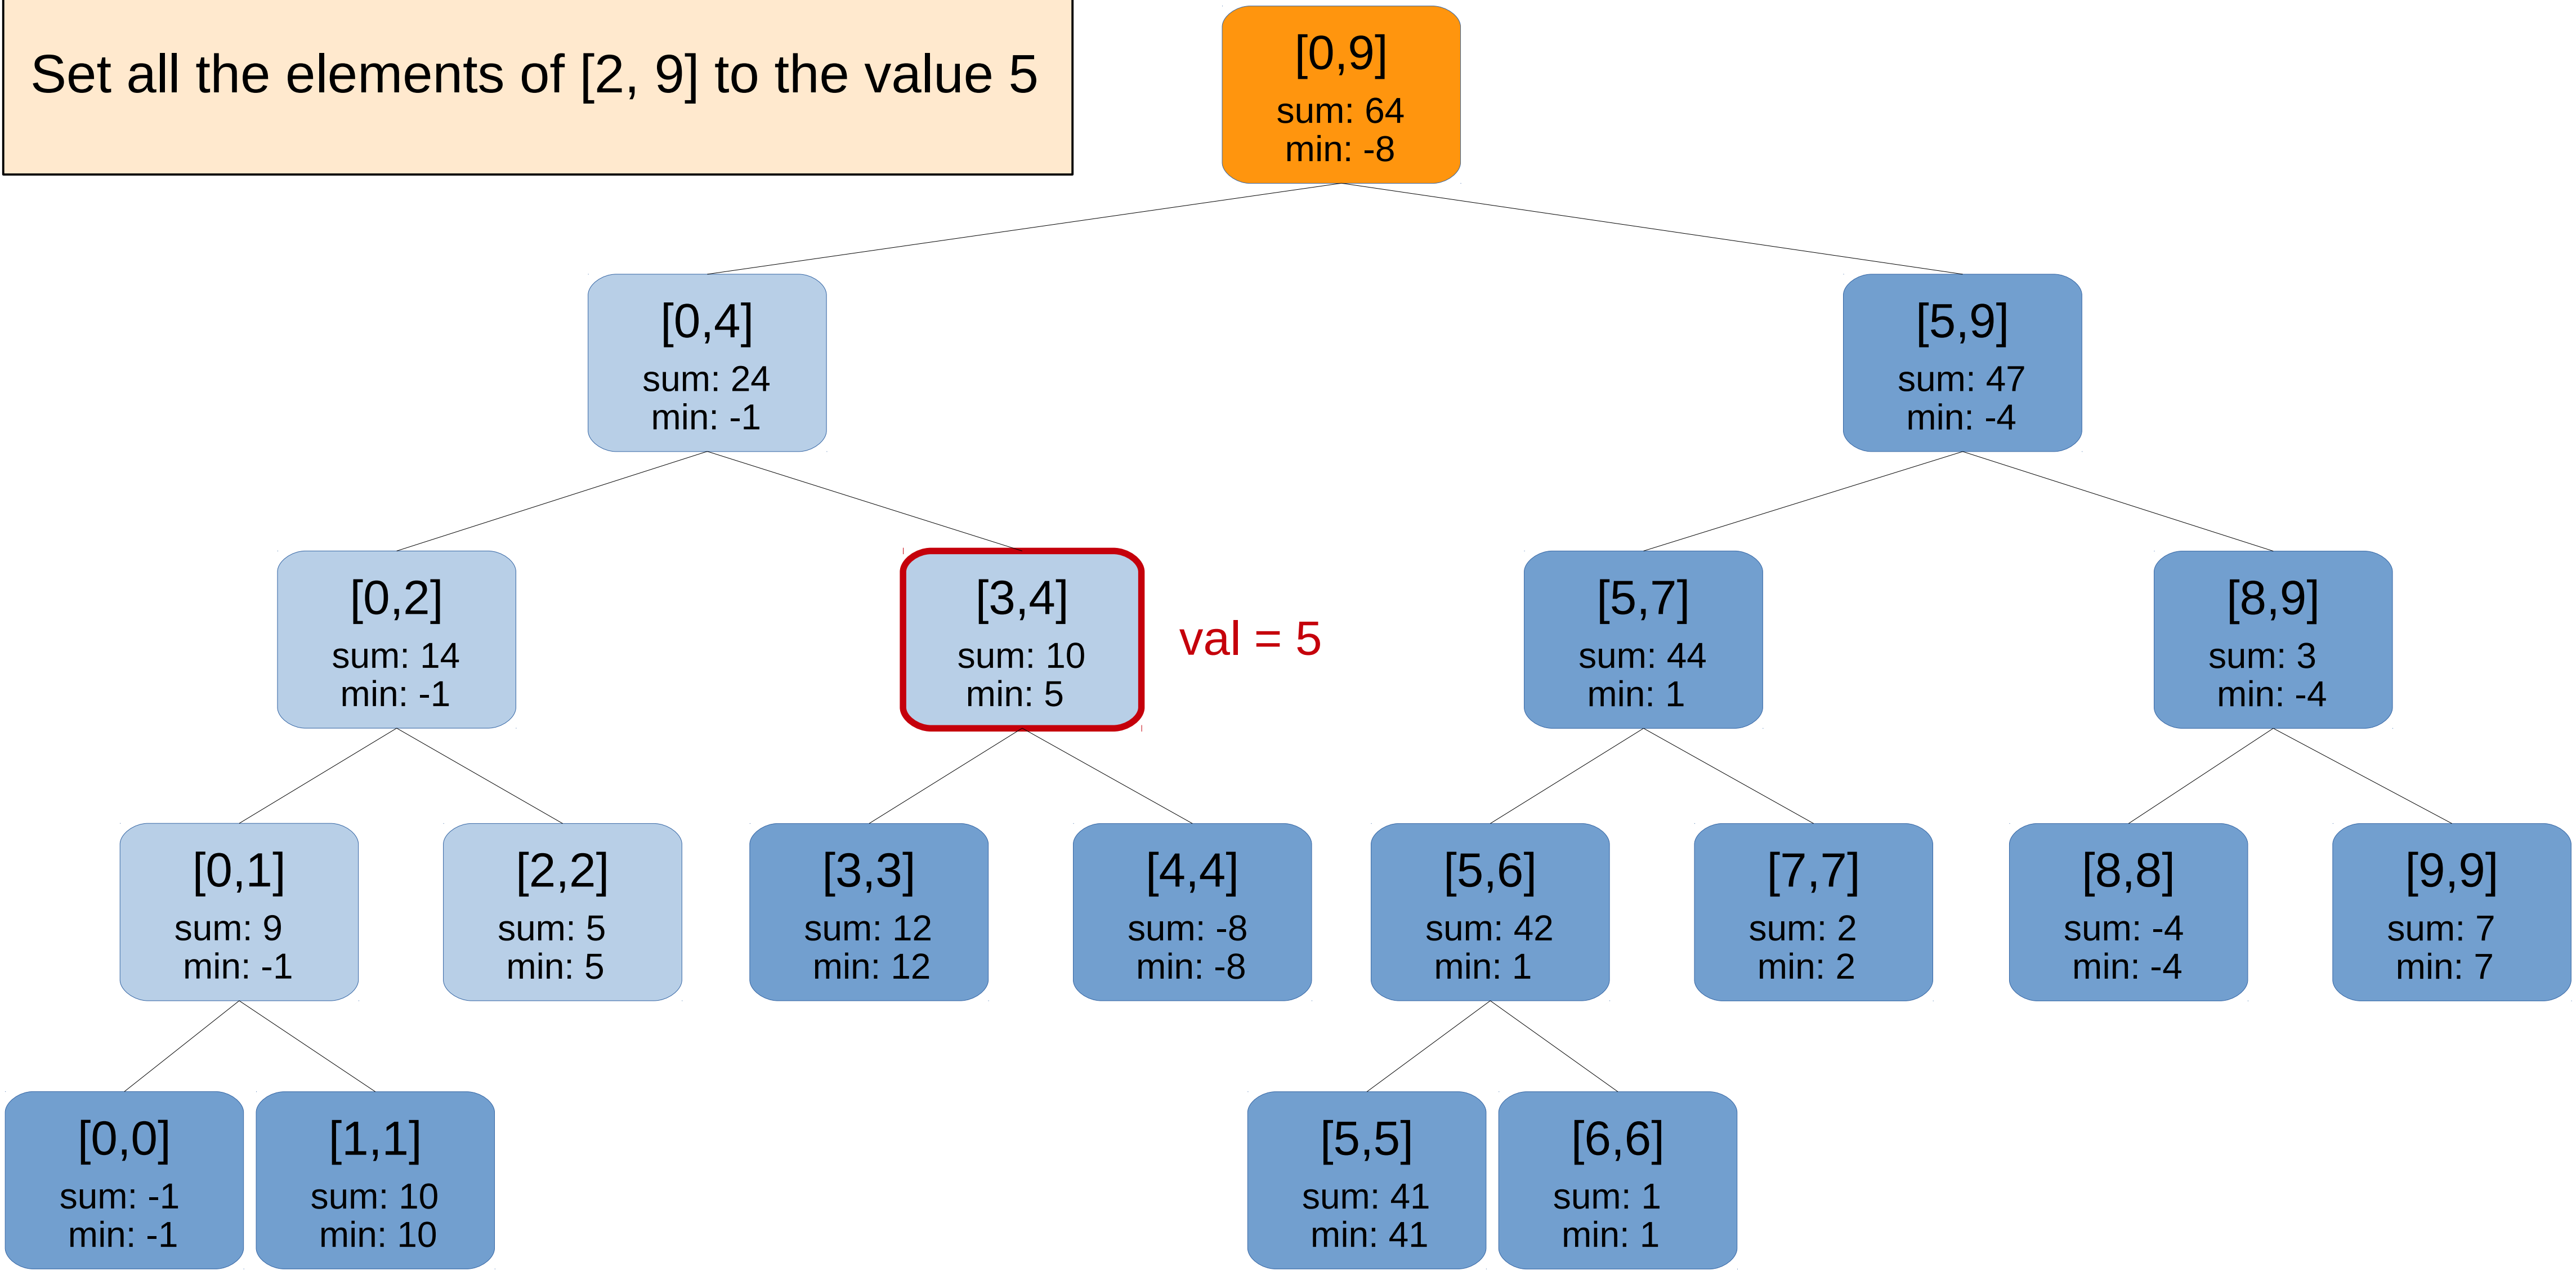 Set all the elements of [2, 9] to the value 5
[0,9]
sum: 64
min: -8
[0,4]
sum: 24
min: -1
[5,9]
sum: 47
min: -4
[0,2]
sum: 14
min: -1
[3,4]
sum: 10
min: 5
val = 5
[5,7]
sum: 44
min: 1
[8,9]
sum: 3
min: -4
[0,1]
sum: 9
min: -1
[2,2]
sum: 5
min: 5
[3,3]
sum: 12
min: 12
[4,4]
sum: -8
min: -8
[5,6]
sum: 42
min: 1
[7,7]
sum: 2
min: 2
[8,8]
sum: -4
min: -4
[9,9]
sum: 7
min: 7
[0,0]
sum: -1
min: -1
[1,1]
sum: 10
min: 10
[5,5]
sum: 41
min: 41
[6,6]
sum: 1
min: 1